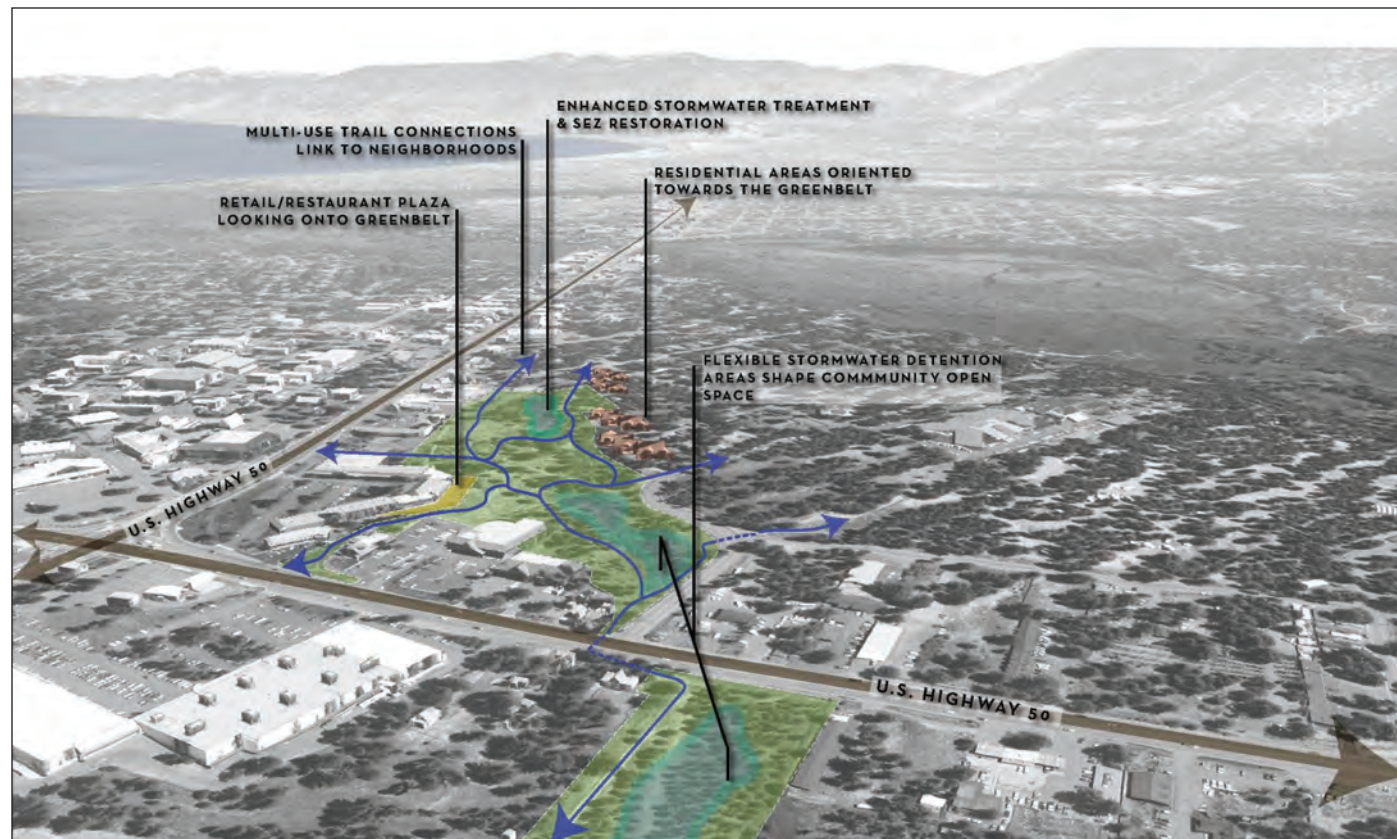 ENHANCED STORMWATER TREATMENT
& SEZ RESTORATION
MULTI-USE TRAIL CONNECTIONS
LINK TO NEIGHBORHOODS
RESIDENTIAL AREAS ORIENTED
TOWARDS THE GREENBELT
RETAIL/RESTAURANT PLAZA
LOOKING ONTO GREENBELT
FLEXIBLE STORMWATER DETENTION
AREAS SHAPE COMMMUNITY OPEN
SPACE
U.S. HIGHWAY 50
U.S. HIGHWAY 50